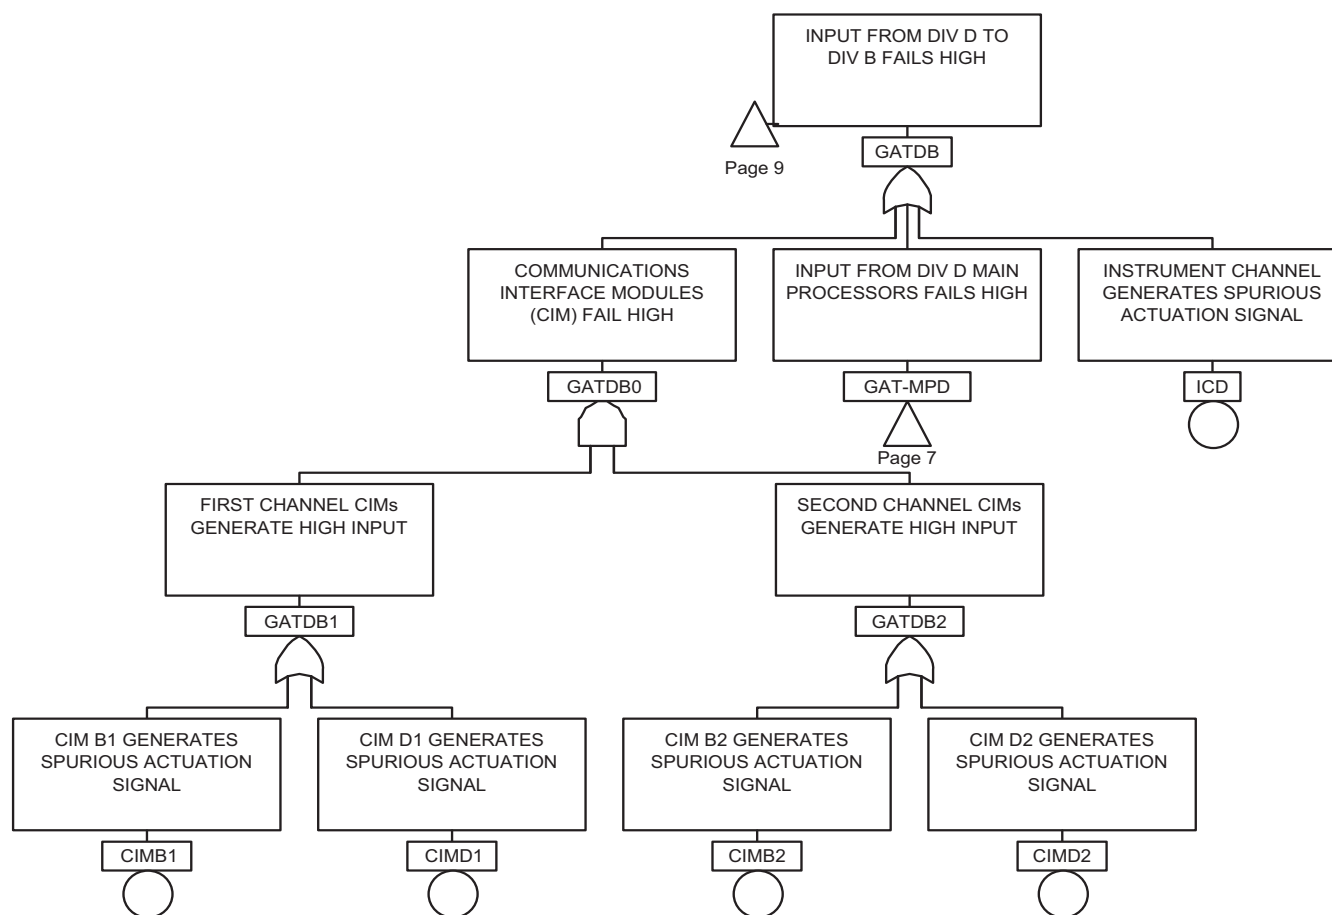 INPUT FROM DIV D TO
DIV B FAILS HIGH
Page 9
GATDB
COMMUNICATIONS
INTERFACE MODULES
(CIM) FAIL HIGH
INPUT FROM DIV D MAIN
PROCESSORS FAILS HIGH
INSTRUMENT CHANNEL
GENERATES SPURIOUS
ACTUATION SIGNAL
GATDB0
GAT-MPD
ICD
Page 7
FIRST CHANNEL CIMs
GENERATE HIGH INPUT
SECOND CHANNEL CIMs
GENERATE HIGH INPUT
GATDB1
GATDB2
CIM B1 GENERATES
SPURIOUS ACTUATION
SIGNAL
CIM D1 GENERATES
SPURIOUS ACTUATION
SIGNAL
CIM B2 GENERATES
SPURIOUS ACTUATION
SIGNAL
CIM D2 GENERATES
SPURIOUS ACTUATION
SIGNAL
CIMB1
CIMD1
CIMB2
CIMD2